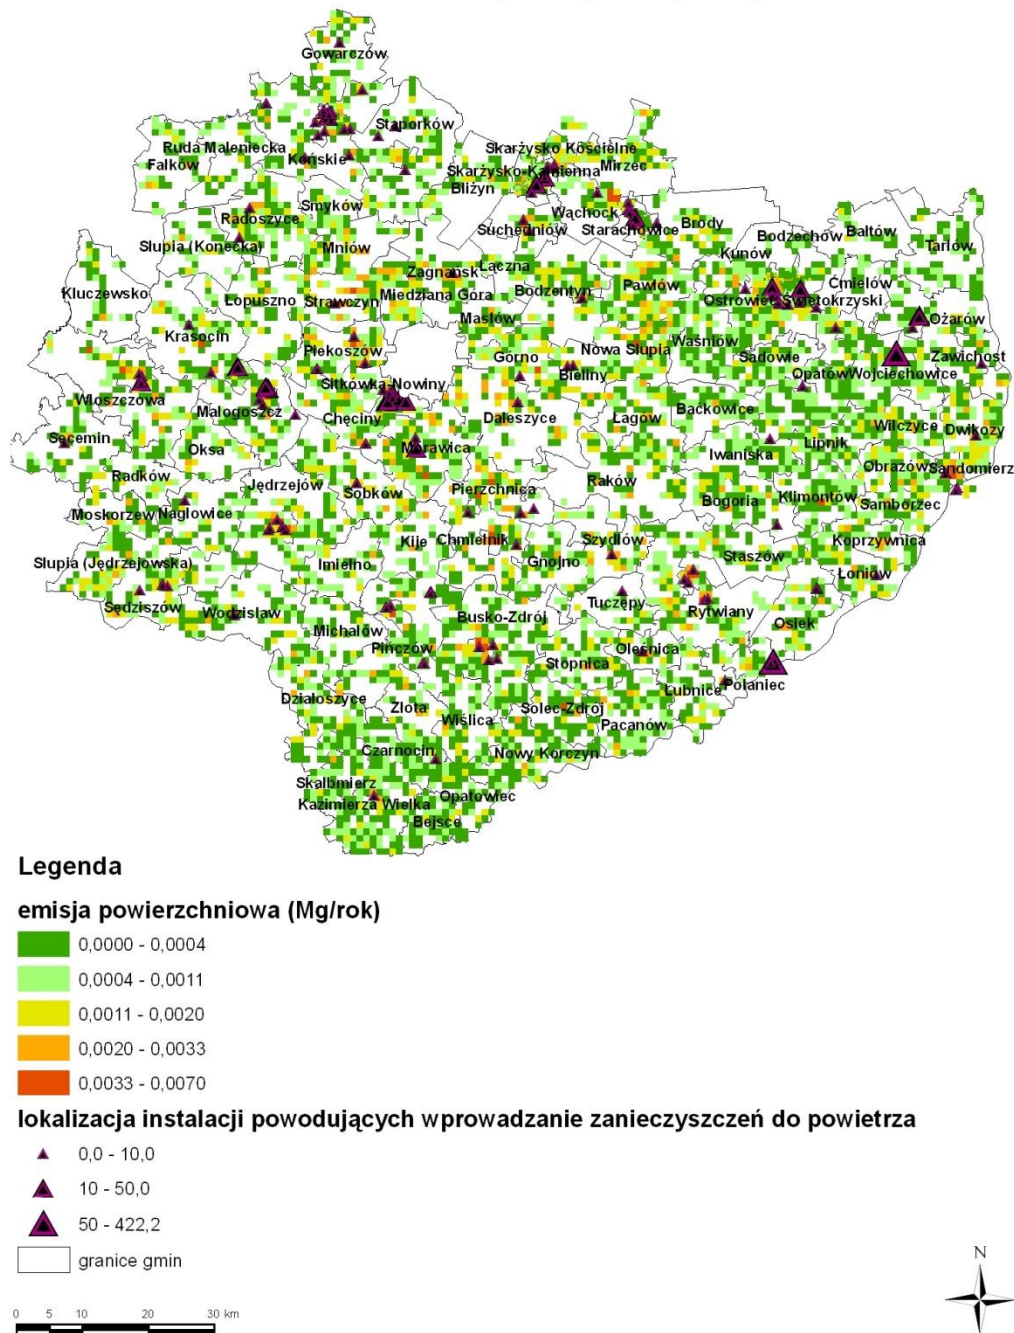 Gowarczów
Stąporków
Ruda Maleniecka
Końskie
Fałków
Skarżysko Kościelne
Skarżysko-Kamienna
Mirzec
Bliżyn
Smyków
Radoszyce
Wąchock
Brody
Suchedniów
Starachowice
Bodzechów
Bałtów
Słupia (Konecka)
Mniów
Kunów
Tarłów
Zagnańsk
Łączna
Kluczewsko
Łopuszno
Strawczyn
Miedziana Góra
Bodzentyn
Pawłów
Ćmielów
Ostrowiec Świętokrzyski
Masłów
Ożarów
Krasocin
Piekoszów
Górno
Nowa Słupia
Waśniów
Sadowie
Zawichost
Bieliny
Opatów
Wojciechowice
Sitkówka-Nowiny
Włoszczowa
Małogoszcz
Chęciny
Daleszyce
Łagów
Baćkowice
Wilczyce
Dwikozy
Secemin
Oksa
Morawica
Iwaniska
Lipnik
Obrazów
Sandomierz
Radków
Jędrzejów
Sobków
Pierzchnica
Raków
Bogoria
Klimontów
Samborzec
Moskorzew
Nagłowice
Kije
Chmielnik
Szydłów
Koprzywnica
Słupia (Jędrzejowska)
Imielno
Gnojno
Staszów
Łoniów
Sędziszów
Wodzisław
Tuczępy
Rytwiany
Michałów
Busko-Zdrój
Osiek
Pińczów
Stopnica
Oleśnica
Działoszyce
Złota
Łubnice
Połaniec
Wiślica
Solec-Zdrój
Pacanów
Czarnocin
Nowy Korczyn
Skalbmierz
Kazimierza Wielka
Opatowiec
Bejsce
Legenda
emisja powierzchniowa (Mg/rok)
0,0000 - 0,0004
0,0004 - 0,0011
0,0011 - 0,0020
0,0020 - 0,0033
0,0033 - 0,0070
lokalizacja instalacji powodujących wprowadzanie zanieczyszczeń do powietrza
0,0 - 10,0
10 - 50,0
50 - 422,2
granice gmin
N
0 5 10 20 30 km